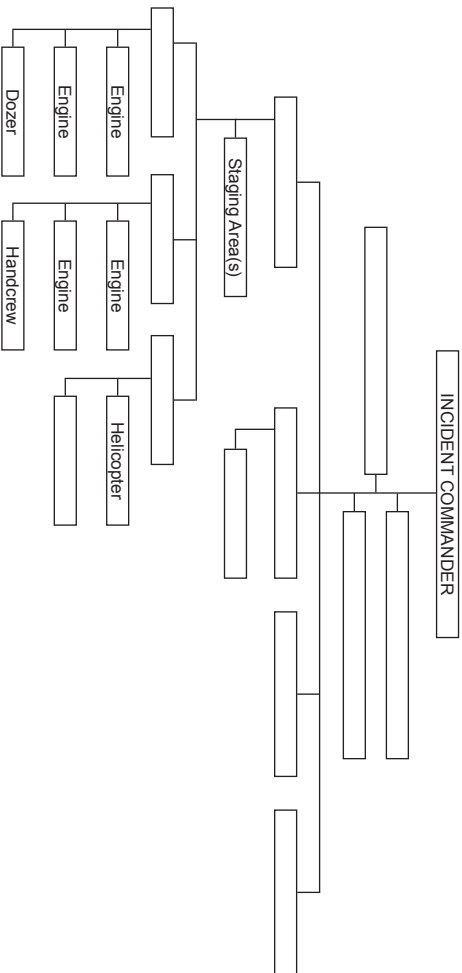 INCIDENT COMMANDER
Staging Area(s)
Engine
Engine
Dozer
Engine
Engine
Handcrew
Helicopter